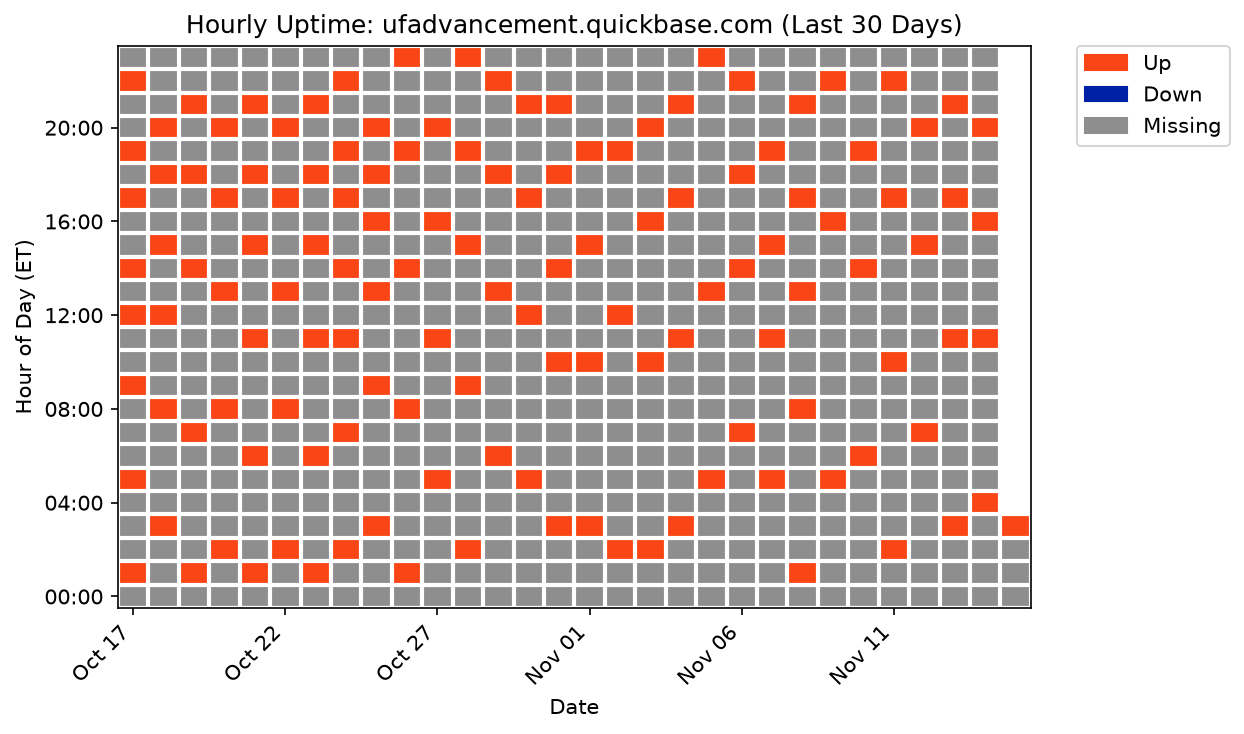 Hourly Uptime: ufadvancement.quickbase.com (Last 30 Days)
Up
Down
Missing
Hour of Day (ET)
20:00
16:00
12:00
08:00
04:00
00:00
Oct 17
Oct 22
Oct 27
Nov 01
Nov 06
Nov 11
Date